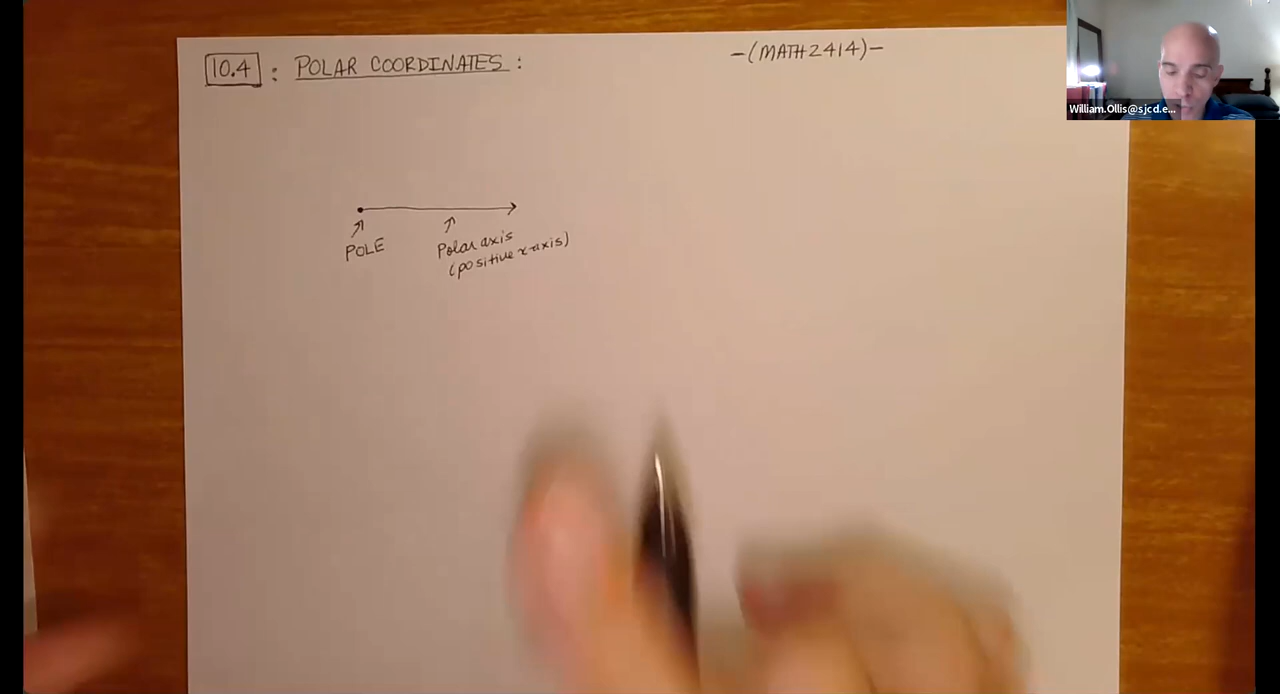 10.4 : POLAR COORDINATES :
-(MATH 2414)-
William.Ollis@sjcd.e...
POLE
Polar axis
(positive x-axis)